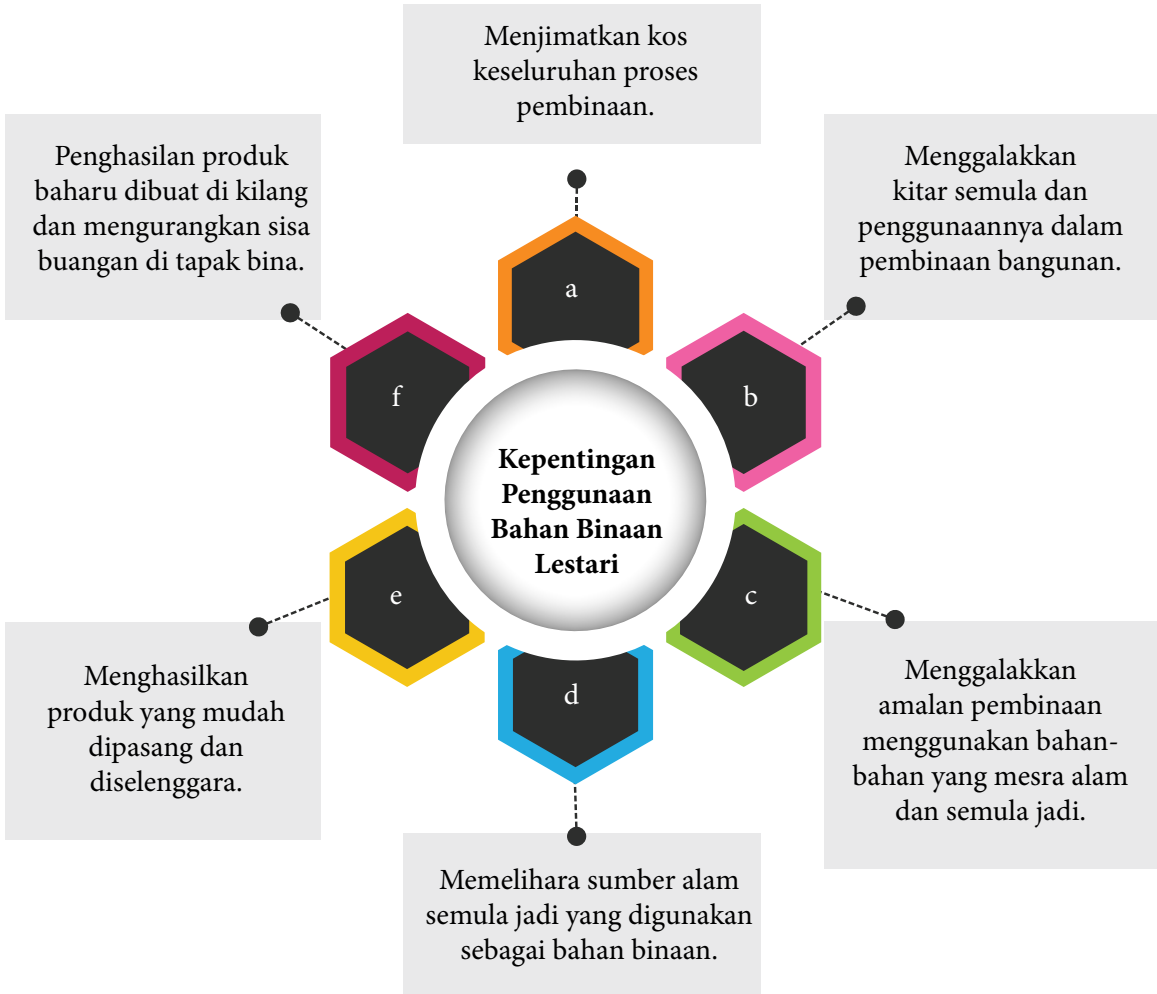 Menjimatkan kos
keseluruhan proses
pembinaan.
a
Menggalakkan
kitar semula dan
penggunaannya dalam
pembinaan bangunan.
b
Menggalakkan
amalan pembinaan
menggunakan bahan-
bahan yang mesra alam
dan semula jadi.
c
Memelihara sumber alam
semula jadi yang digunakan
sebagai bahan binaan.
d
Menghasilkan
produk yang mudah
dipasang dan
diselenggara.
e
Penghasilan produk
baharu dibuat di kilang
dan mengurangkan sisa
buangan di tapak bina.
f
Kepentingan
Penggunaan
Bahan Binaan
Lestari